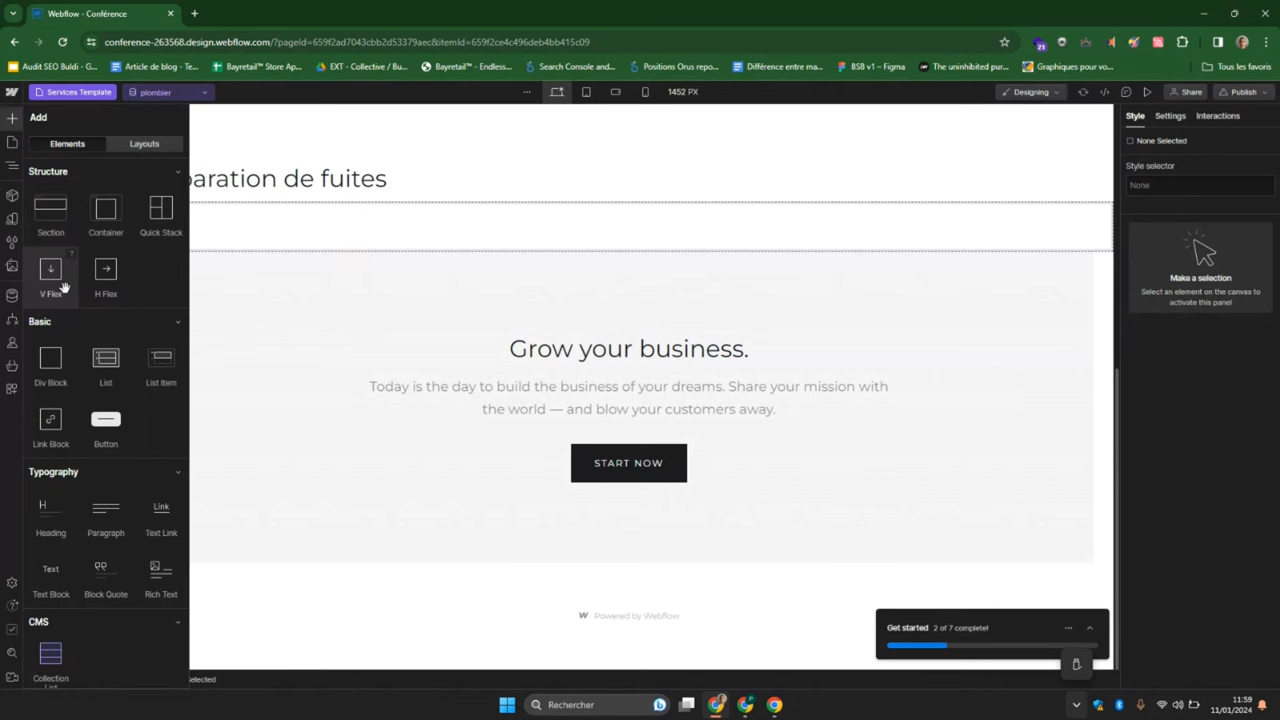 Webflow - Conférence
conference-263568.design.webflow.com/?pageId=659f2ad7043cbb2d53379aec&itemId=659f2ce4c496deb4bb415c09
21
Audit SEO Buldi - G...
Article de blog - Te...
Bayretail™ Store Ap...
EXT - Collective / Bu...
Bayretail™ - Endless...
Search Console and...
Positions Orus repo...
Différence entre ma...
BSB v1 – Figma
The uninhibited pur...
Graphiques pour vo...
Tous les favoris
Services Template
plombier
1452 PX
Designing
Share
Publish
Add
Elements
Layouts
Structure
Section
Container
Quick Stack
?
V Flex
H Flex
Basic
Div Block
List
List Item
Link Block
Button
Typography
H
Link
Heading
Paragraph
Text Link
Text
Text Block
Block Quote
Rich Text
CMS
Collection
paration de fuites
Grow your business.
Today is the day to build the business of your dreams. Share your mission with
the world — and blow your customers away.
START NOW
W Powered by Webflow
elected
Style
Settings
Interactions
None Selected
Style selector
None
Make a selection
Select an element on the canvas to
activate this panel
Get started 2 of 7 complete!
Rechercher
11:59
11/01/2024